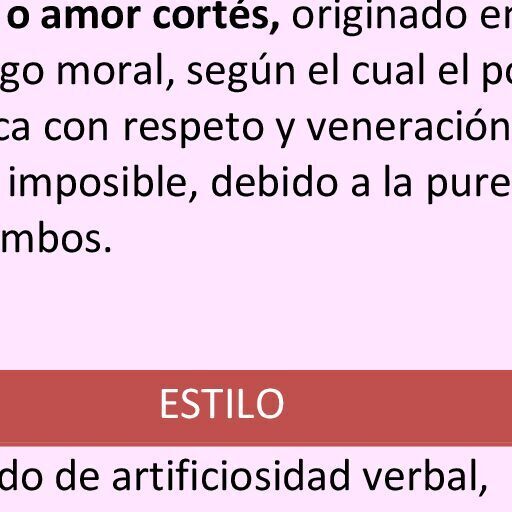 o amor cortés, originado en
go moral, según el cual el po
ca con respeto y veneración
imposible, debido a la pure
mbos.
ESTILO
do de artificiosidad verbal,